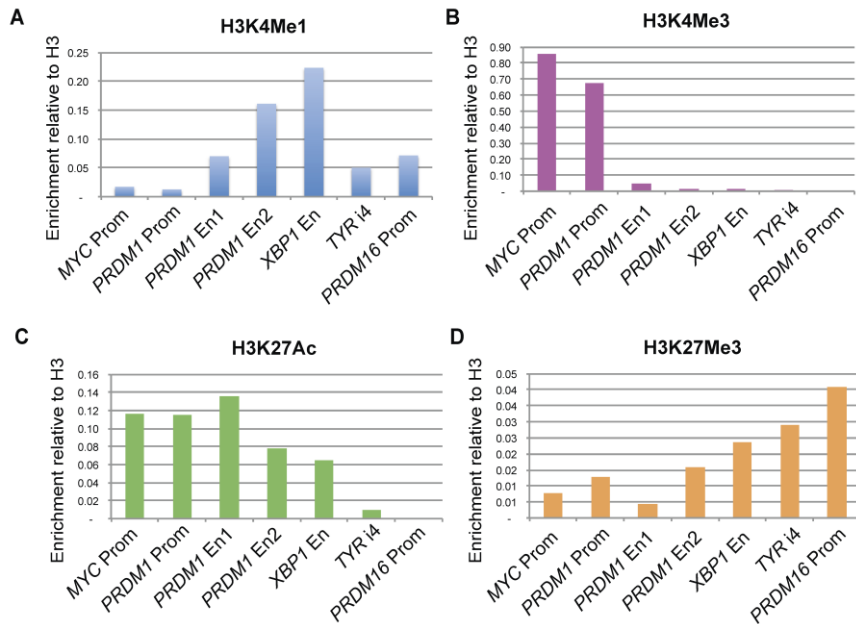 A
H3K4Me1
Enrichment relative to H3
0.25
0.20
0.15
0.10
0.05
-
MYC Prom
PRDM1 Prom
PRDM1 En1
PRDM1 En2
XBP1 En
TYR i4
PRDM16 Prom
B
H3K4Me3
Enrichment relative to H3
0.90
0.80
0.70
0.60
0.50
0.40
0.30
0.20
0.10
-
MYC Prom
PRDM1 Prom
PRDM1 En1
PRDM1 En2
XBP1 En
TYR i4
PRDM16 Prom
C
H3K27Ac
Enrichment relative to H3
0.16
0.14
0.12
0.10
0.08
0.06
0.04
0.02
-
MYC Prom
PRDM1 Prom
PRDM1 En1
PRDM1 En2
XBP1 En
TYR i4
PRDM16 Prom
D
H3K27Me3
Enrichment relative to H3
0.05
0.04
0.04
0.03
0.03
0.02
0.02
0.01
0.01
-
MYC Prom
PRDM1 Prom
PRDM1 En1
PRDM1 En2
XBP1 En
TYR i4
PRDM16 Prom